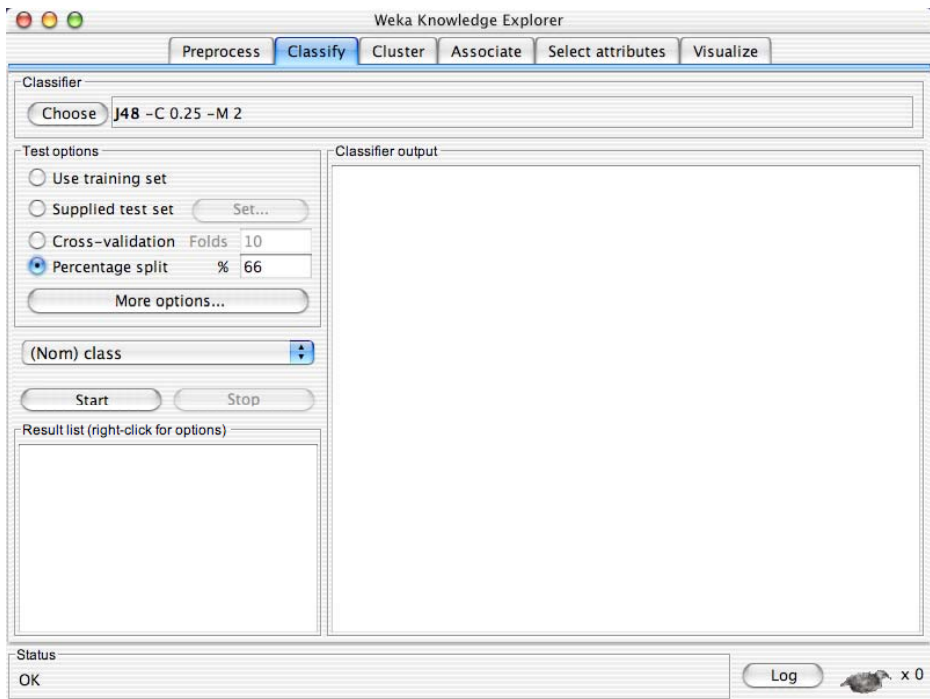 Weka Knowledge Explorer
Preprocess Classify Cluster Associate Select attributes Visualize
Classifier
Choose J48 -C 0.25 -M 2
Test options
Use training set
Supplied test set Set...
Cross-validation Folds 10
Percentage split % 66
More options...
(Nom) class
Start Stop
Result list (right-click for options)
Classifier output
Status
OK
Log x 0